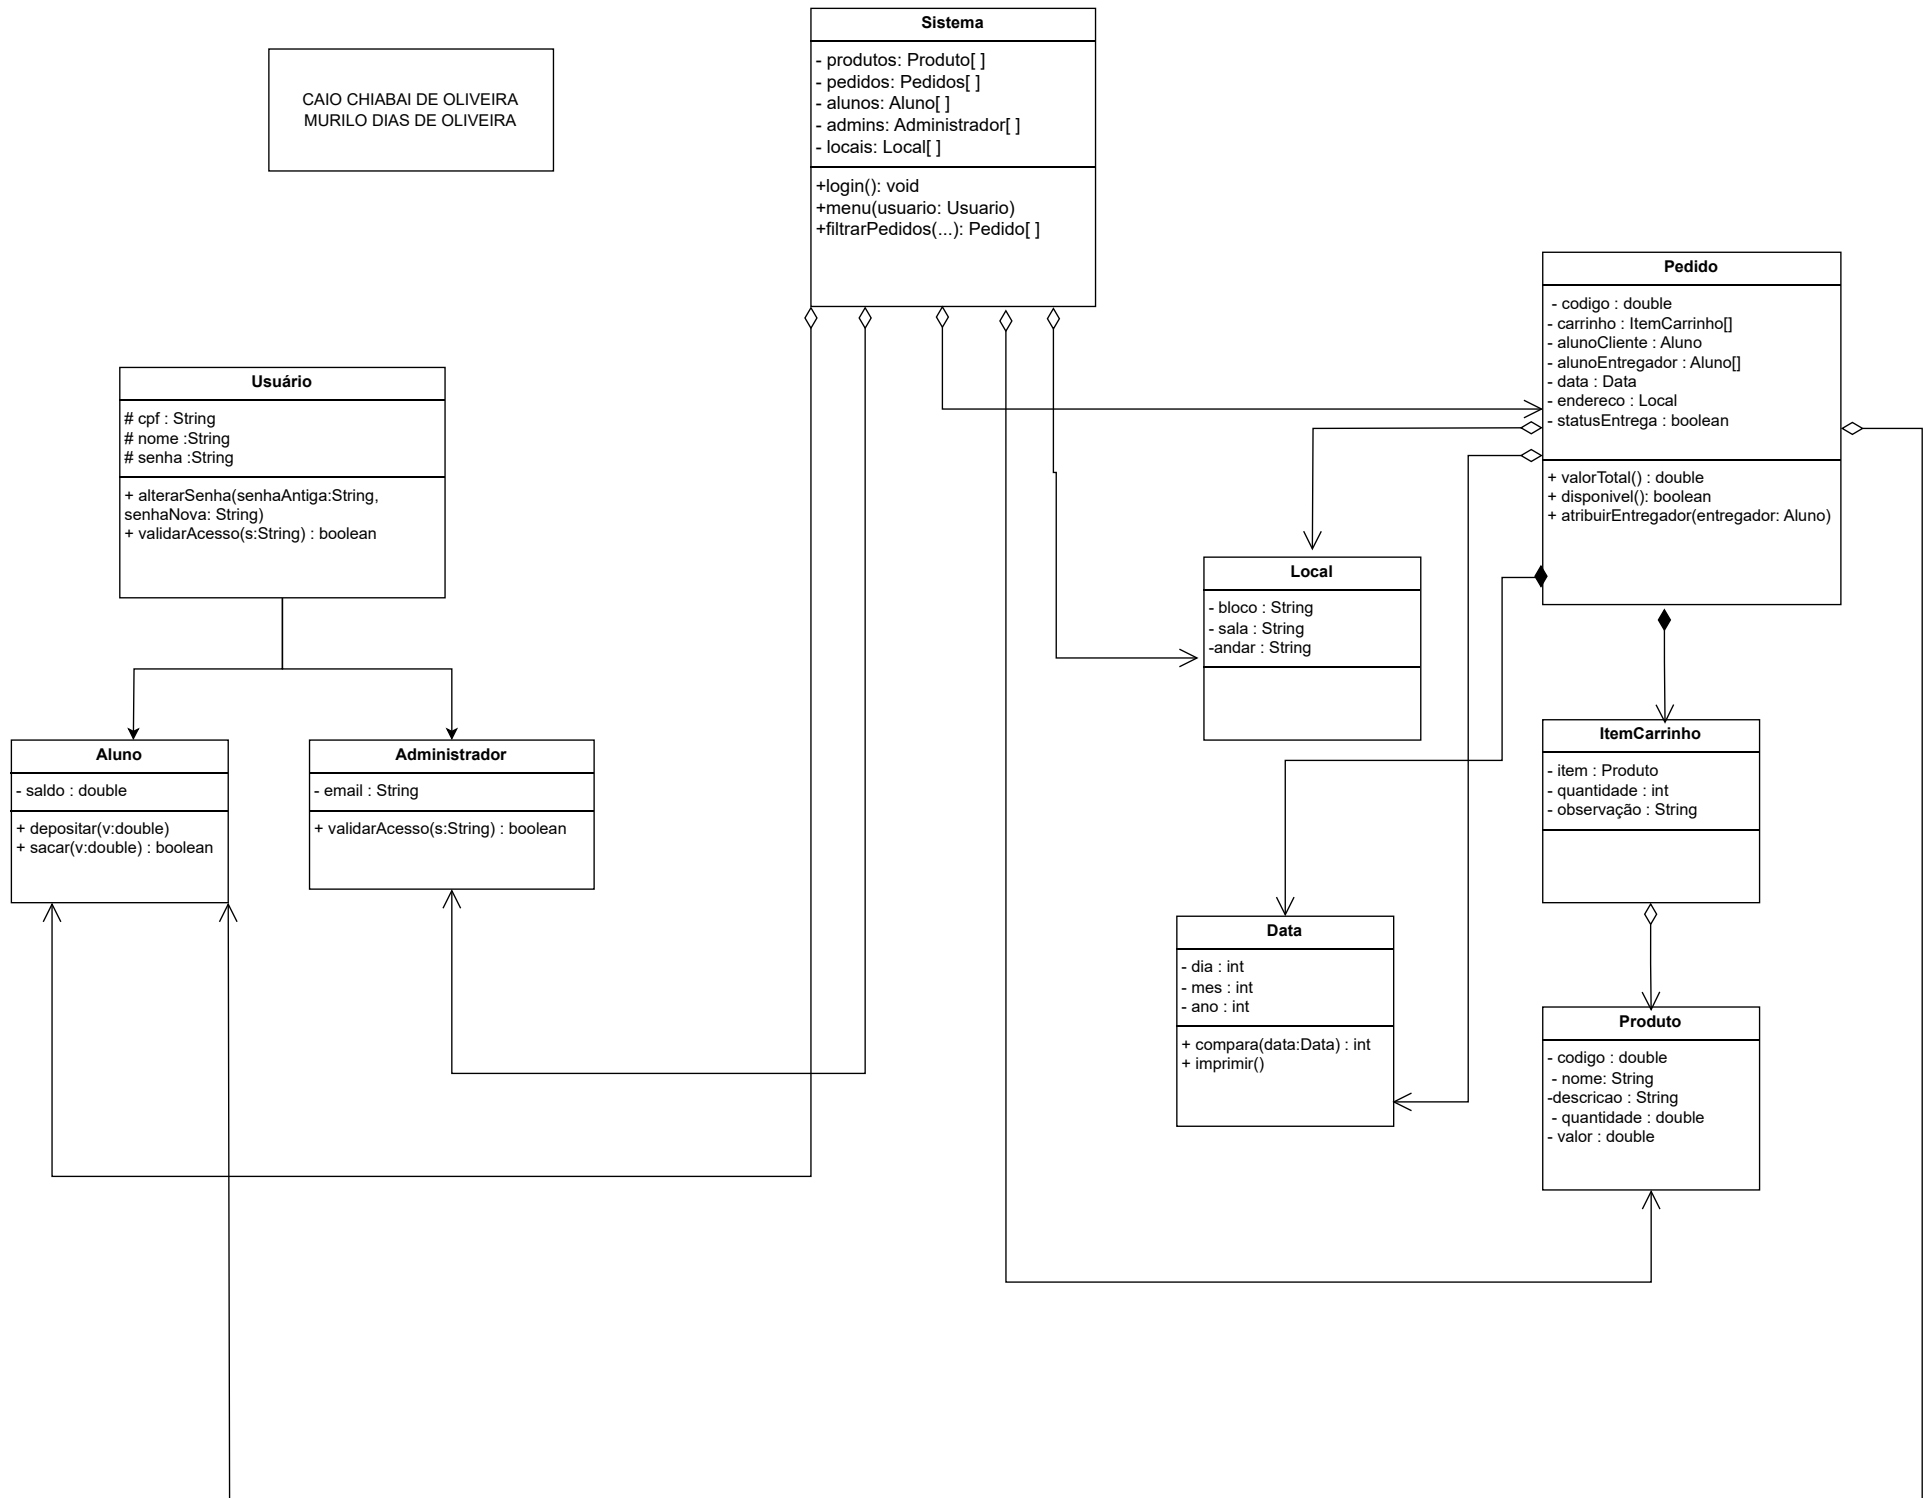 Sistema
- produtos: Produto[ ]
- pedidos: Pedidos[ ]
- alunos: Aluno[ ]
- admins: Administrador[ ]
- locais: Local[ ]
+login(): void
+menu(usuario: Usuario)
+filtrarPedidos(...): Pedido[ ]
CAIO CHIABAI DE OLIVEIRA
MURILO DIAS DE OLIVEIRA
Pedido
- codigo : double
- carrinho : ItemCarrinho[]
- alunoCliente : Aluno
- alunoEntregador : Aluno[]
- data : Data
- endereco : Local
- statusEntrega : boolean
+ valorTotal() : double
+ disponivel(): boolean
+ atribuirEntregador(entregador: Aluno)
Usuário
# cpf : String
# nome :String
# senha :String
+ alterarSenha(senhaAntiga:String,
senhaNova: String)
+ validarAcesso(s:String) : boolean
Local
- bloco : String
- sala : String
-andar : String
Aluno
- saldo : double
+ depositar(v:double)
+ sacar(v:double) : boolean
Administrador
- email : String
+ validarAcesso(s:String) : boolean
ItemCarrinho
- item : Produto
- quantidade : int
- observação : String
Data
- dia : int
- mes : int
- ano : int
+ compara(data:Data) : int
+ imprimir()
Produto
- codigo : double
- nome: String
-descricao : String
- quantidade : double
- valor : double